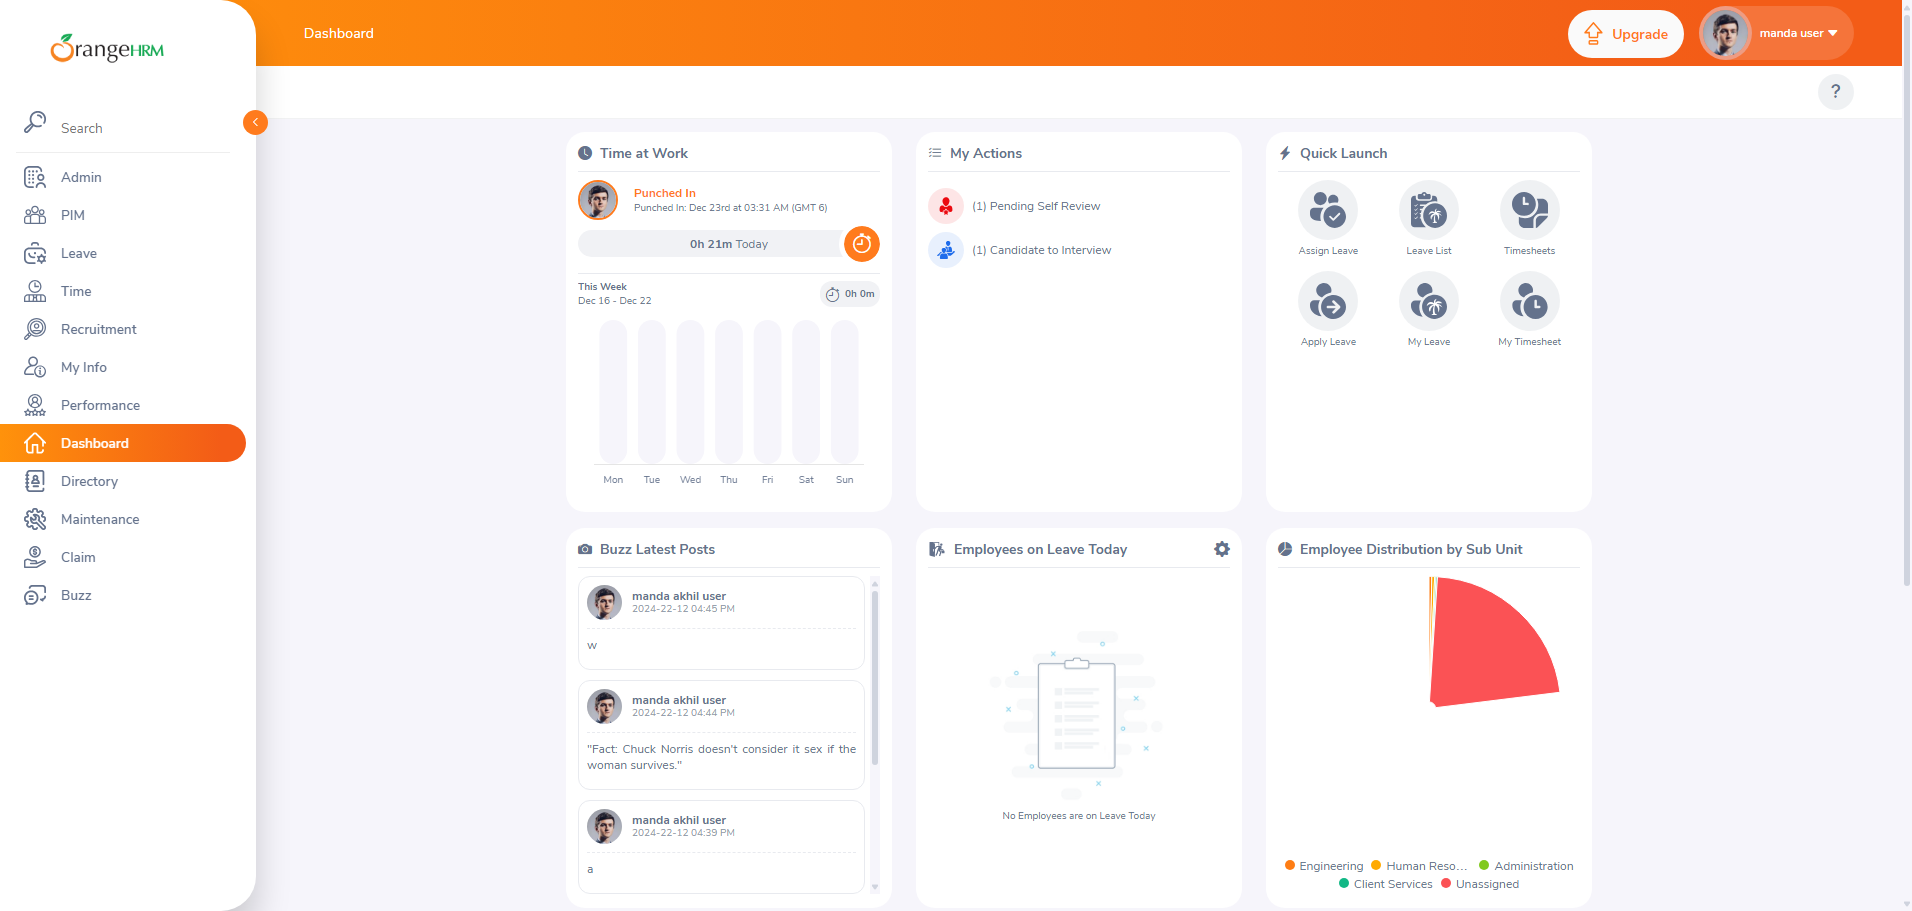 OrangeHRM
Dashboard
Upgrade
manda user
?
Search
Admin
PIM
Leave
Time
Recruitment
My Info
Performance
Dashboard
Directory
Maintenance
Claim
Buzz
Time at Work
Punched In
Punched In: Dec 23rd at 03:31 AM (GMT 6)
0h 21m Today
This Week
Dec 16 - Dec 22
0h 0m
Mon Tue Wed Thu Fri Sat Sun
My Actions
(1) Pending Self Review
(1) Candidate to Interview
Quick Launch
Assign Leave Leave List Timesheets
Apply Leave My Leave My Timesheet
Buzz Latest Posts
manda akhil user
2024-22-12 04:45 PM
w
manda akhil user
2024-22-12 04:44 PM
"Fact: Chuck Norris doesn't consider it sex if the
woman survives."
manda akhil user
2024-22-12 04:39 PM
a
Employees on Leave Today
No Employees are on Leave Today
Employee Distribution by Sub Unit
Engineering Human Reso... Administration
Client Services Unassigned